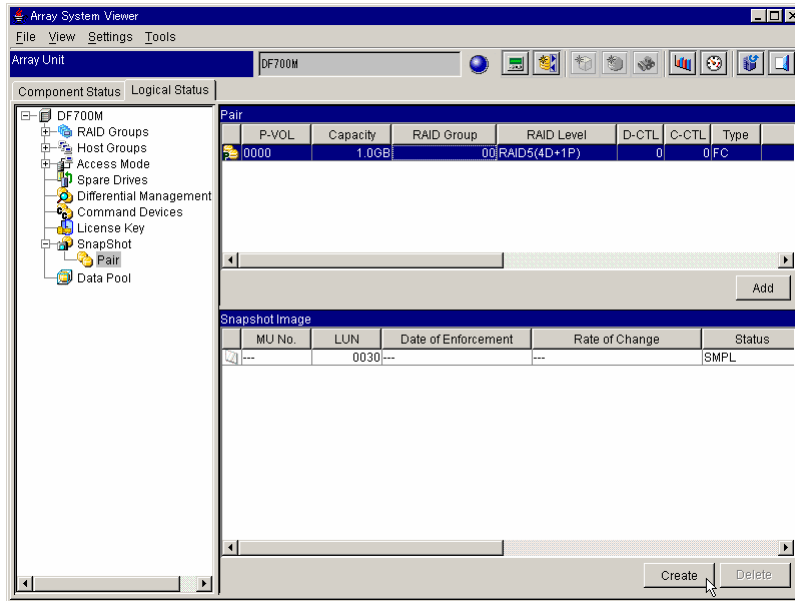 Array System Viewer
File View Settings Tools
Array Unit
DF700M
Component Status Logical Status
DF700M
RAID Groups
Host Groups
Access Mode
Spare Drives
Differential Management
Command Devices
License Key
SnapShot
Pair
Data Pool
Pair
P-VOL Capacity RAID Group RAID Level D-CTL C-CTL Type
0000 1.0GB 00 RAID5(4D+1P) 0 0 FC
Add
Snapshot Image
MU No. LUN Date of Enforcement Rate of Change Status
--- 0030 --- --- SMPL
Create Delete